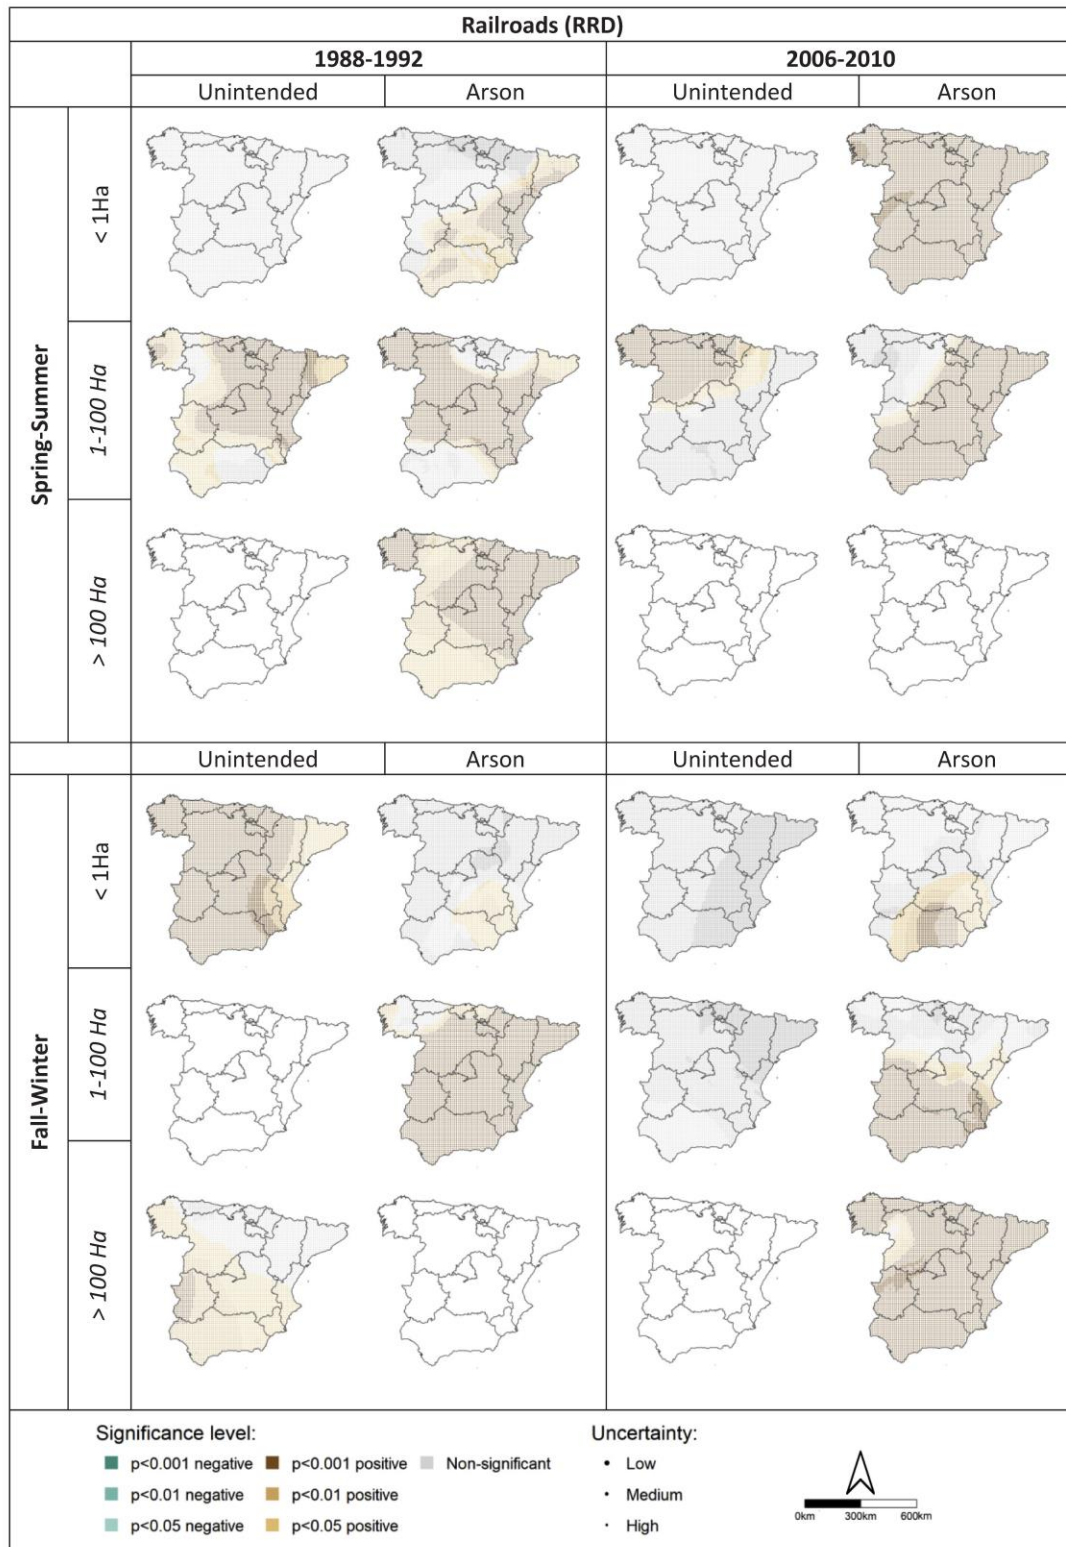 Railroads (RRD)
1988-1992 2006-2010
Unintended Arson Unintended Arson
Spring-Summer
< 1Ha
1-100 Ha
> 100 Ha
Unintended Arson Unintended Arson
Fall-Winter
< 1Ha
1-100 Ha
> 100 Ha
Significance level: Uncertainty:
p<0.001 negative p<0.001 positive Non-significant • Low
p<0.01 negative p<0.01 positive • Medium
p<0.05 negative p<0.05 positive · High
0km 300km 600km